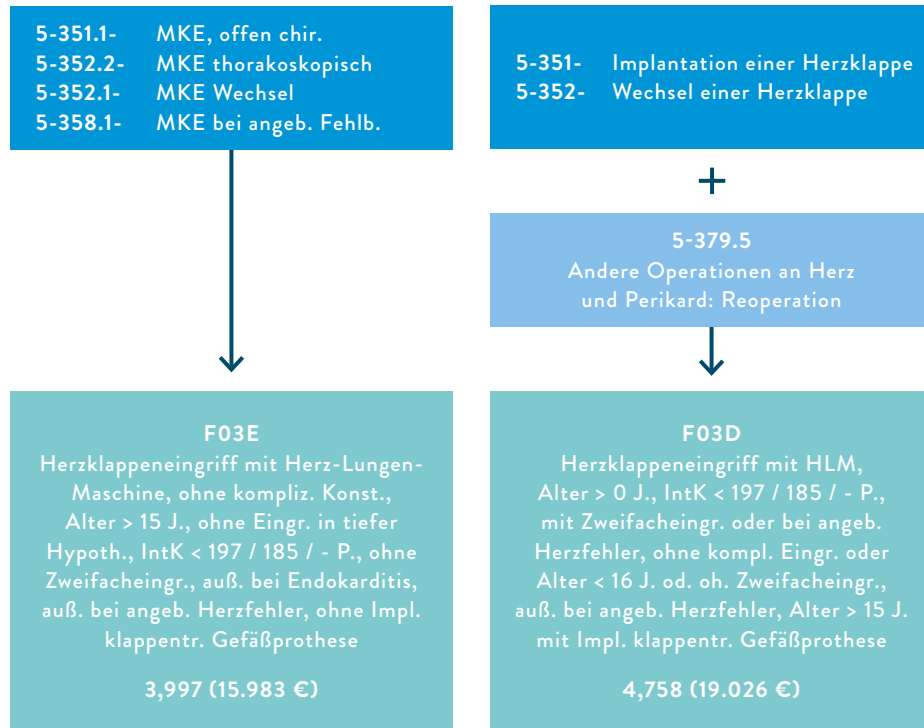 5-351.1- MKE, offen chir.
5-352.2- MKE thorakoskopisch
5-352.1- MKE Wechsel
5-358.1- MKE bei angeb. Fehlb.
F03E
Herzklappeneingriff mit Herz-Lungen-
Maschine, ohne kompliz. Konst.,
Alter > 15 J., ohne Eingr. in tiefer
Hypoth., IntK < 197 / 185 / - P., ohne
Zweifacheingr., auß. bei Endokarditis,
auß. bei angeb. Herzfehler, ohne Impl.
klappentr. Gefäßprothese
3,997 (15.983 €)
5-351- Implantation einer Herzklappe
5-352- Wechsel einer Herzklappe
+
5-379.5
Andere Operationen an Herz
und Perikard: Reoperation
F03D
Herzklappeneingriff mit HLM,
Alter > 0 J., IntK < 197 / 185 / - P.,
mit Zweifacheingr. oder bei angeb.
Herzfehler, ohne kompl. Eingr. oder
Alter < 16 J. od. oh. Zweifacheingr.,
auß. bei angeb. Herzfehler, Alter > 15 J.
mit Impl. klappentr. Gefäßprothese
4,758 (19.026 €)